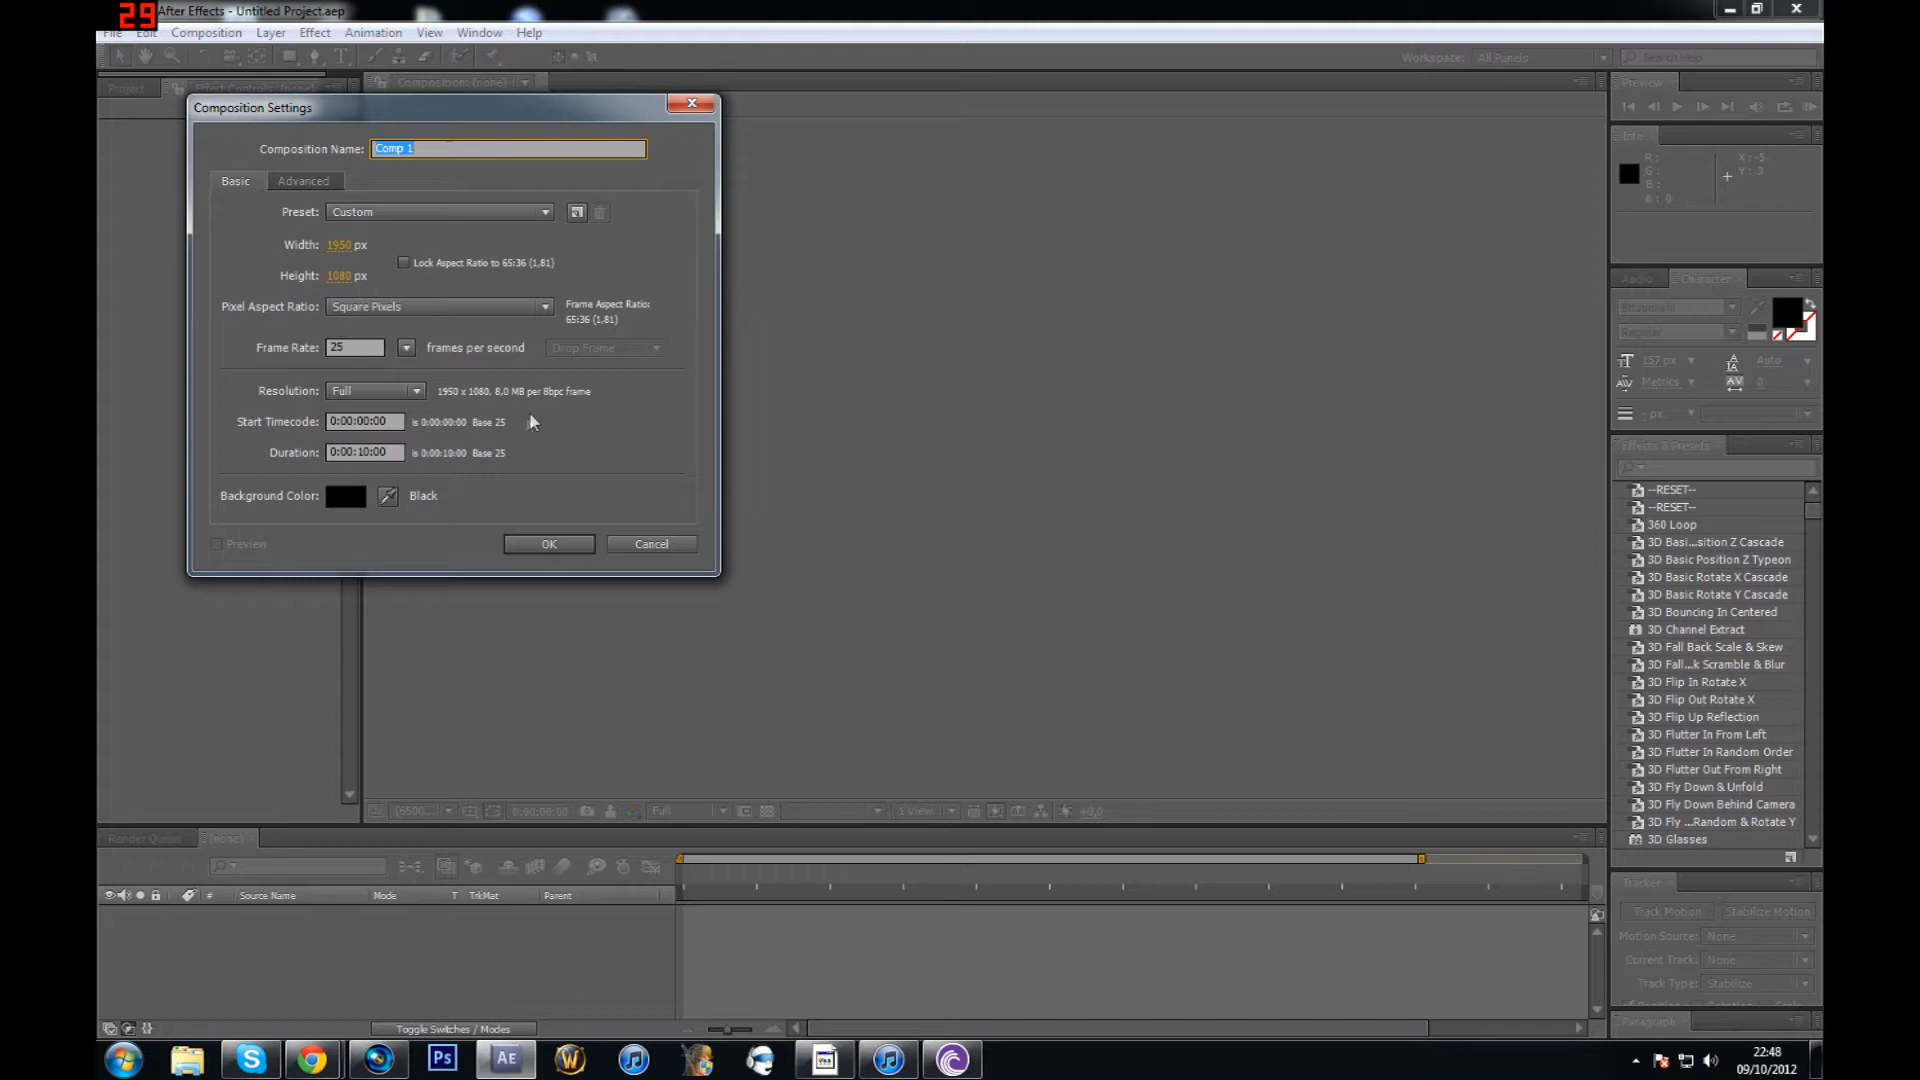 29
After Effects - Untitled Project.aep
File Edit Composition Layer Effect Animation View Window Help
Workspace: All Panels
Search Help
Project
Effect Controls: (none)
Composition: (none)
Preview
Composition Settings
Composition Name: Comp 1
Basic Advanced
Preset: Custom
Width: 1950 px
Lock Aspect Ratio to 65:36 (1,81)
Height: 1080 px
Pixel Aspect Ratio: Square Pixels
Frame Aspect Ratio:
65:36 (1,81)
Frame Rate: 25 frames per second Drop Frame
Resolution: Full 1950 x 1080, 8,0 MB per 8bpc frame
Start Timecode: 0:00:00:00 is 0:00:00:00 Base 25
Duration: 0:00:10:00 is 0:00:10:00 Base 25
Background Color: Black
Preview
OK Cancel
Info
R :
G :
B :
A : 0
X : -5
Y : 3
Audio Character
Regular
157 px Auto
Metrics 0
- px
Effects & Presets
--RESET--
--RESET--
360 Loop
3D Basi...sition Z Cascade
3D Basic Position Z Typeon
3D Basic Rotate X Cascade
3D Basic Rotate Y Cascade
3D Bouncing In Centered
3D Channel Extract
3D Fall Back Scale & Skew
3D Fall...k Scramble & Blur
3D Flip In Rotate X
3D Flip Out Rotate X
3D Flip Up Reflection
3D Flutter In From Left
3D Flutter In Random Order
3D Flutter Out From Right
3D Fly Down & Unfold
3D Fly Down Behind Camera
3D Fly ...Random & Rotate Y
3D Glasses
(6500... 0:00:00:00 Full 1 View +0,0
Render Queue (none)
# Source Name Mode T TrkMat Parent
Toggle Switches / Modes
Tracker
Track Motion Stabilize Motion
Motion Source: None
Current Track: None
Track Type: Stabilize
Paragraph
Ps
Ae
22:48
09/10/2012